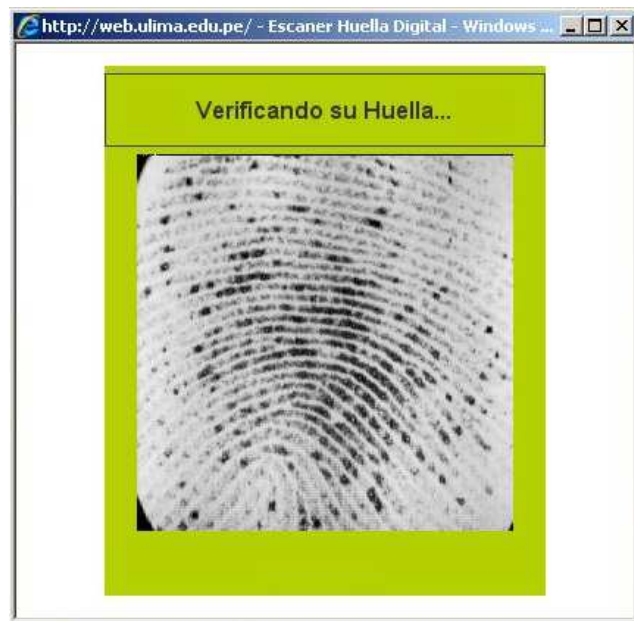 http://web.ulima.edu.pe/ - Escaner Huella Digital - Windows ...
Verificando su Huella...